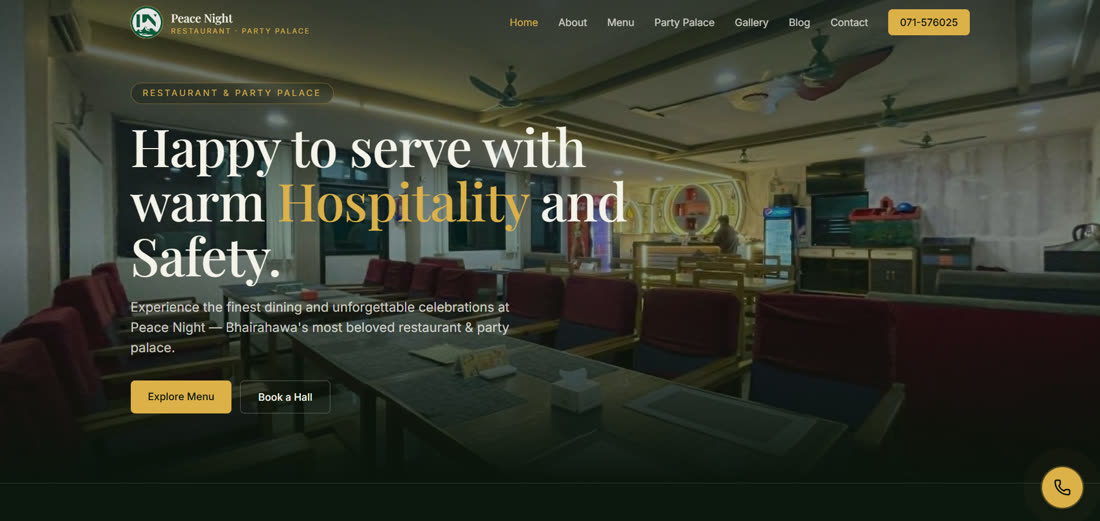 Peace Night
RESTAURANT · PARTY PALACE
Home
About
Menu
Party Palace
Gallery
Blog
Contact
071-576025
RESTAURANT & PARTY PALACE
Happy to serve with
warm Hospitality and
Safety.
Experience the finest dining and unforgettable celebrations at
Peace Night — Bhairahawa's most beloved restaurant & party
palace.
Explore Menu
Book a Hall